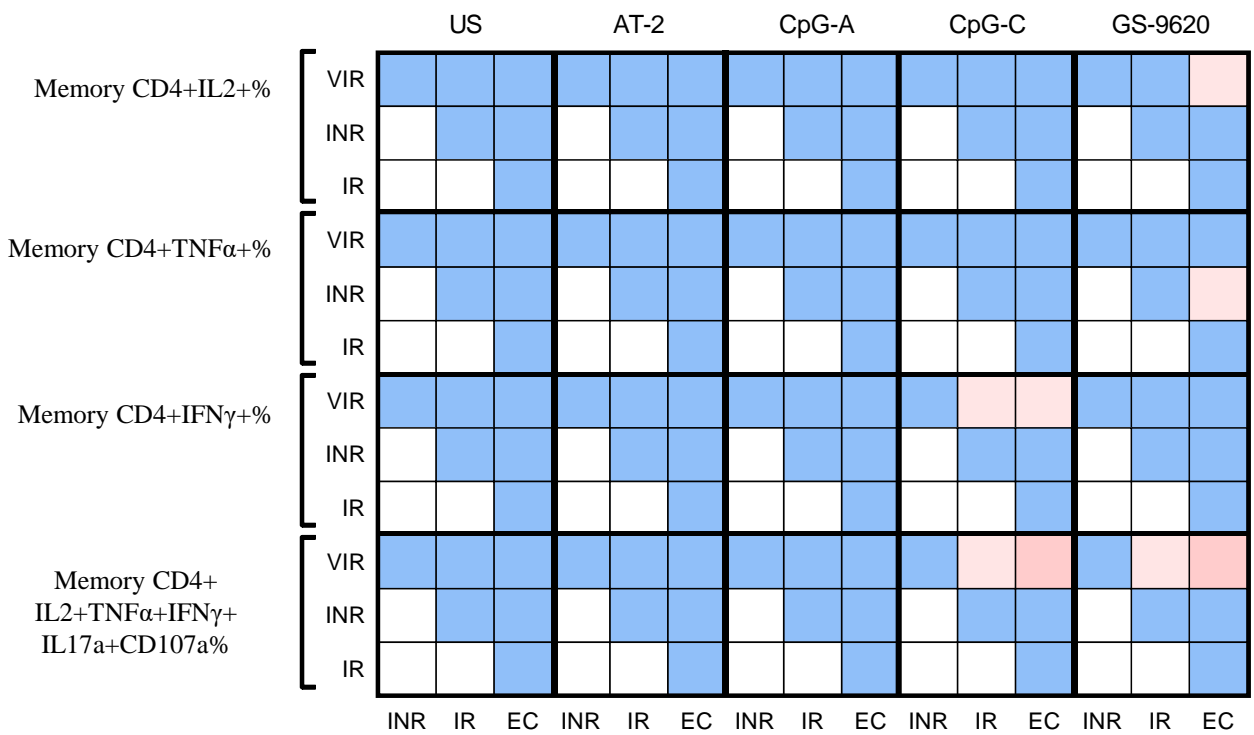 US AT-2 CpG-A CpG-C GS-9620
Memory CD4+IL2+%
VIR
INR
IR
Memory CD4+TNFα+%
VIR
INR
IR
Memory CD4+IFNγ+%
VIR
INR
IR
Memory CD4+
IL2+TNFα+IFNγ+
IL17a+CD107a%
VIR
INR
IR
INR IR EC INR IR EC INR IR EC INR IR EC INR IR EC